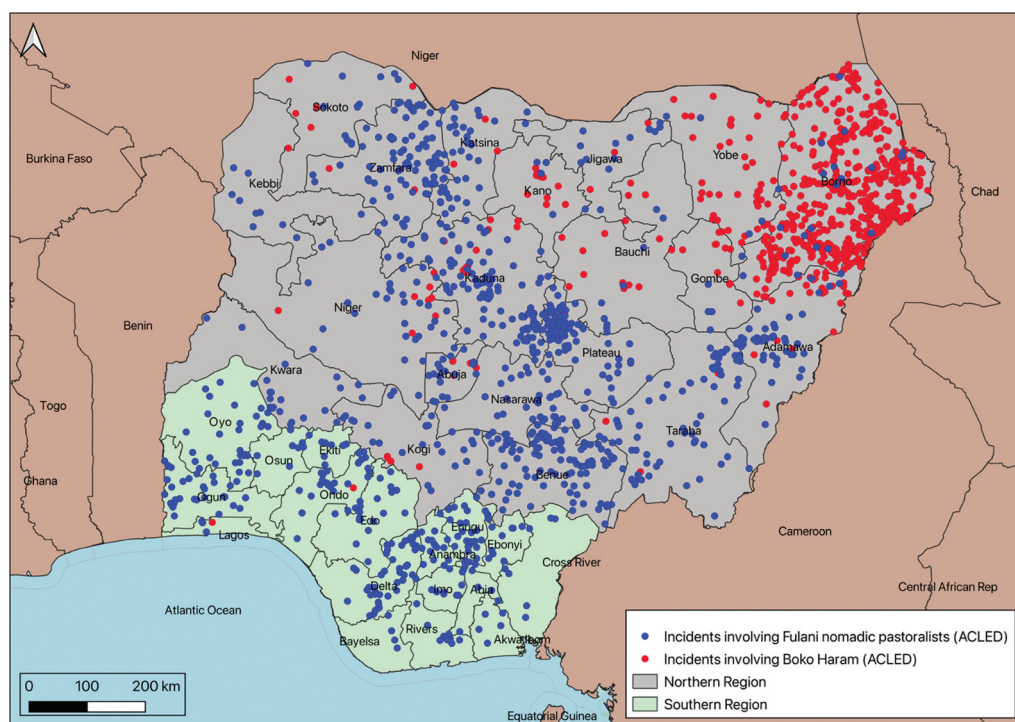 Niger
Sokoto
Katsina
Burkina Faso
Jigawa
Yobe
Zamfara
Kebbi
Kano
Borno
Chad
Bauchi
Kaduna
Gombe
Niger
Benin
Adamawa
Plateau
Kwara
Abuja
Nasarawa
Togo
Oyo
Taraba
Ekiti
Kogi
Osun
Benue
Ghana
Ogun
Ondo
Edo
Enugu
Lagos
Anambra
Ebonyi
Cross River
Cameroon
Delta
Imo
Abia
Central African Rep
Atlantic Ocean
Rivers
Bayelsa
Akwa Ibom
Incidents involving Fulani nomadic pastoralists (ACLED)
Incidents involving Boko Haram (ACLED)
Northern Region
Southern Region
0 100 200 km
Equatorial Guinea